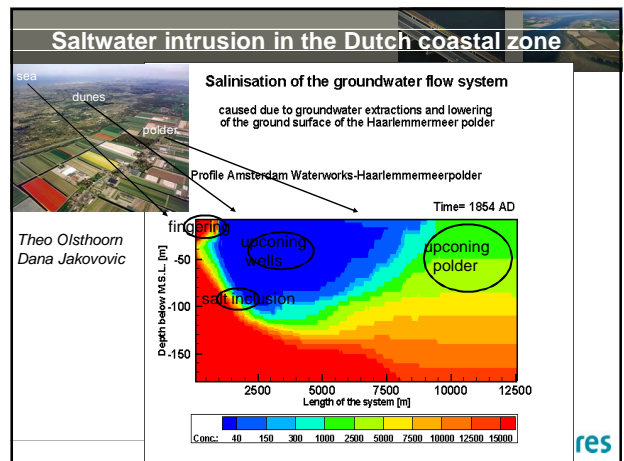 Saltwater intrusion in the Dutch coastal zone
sea
dunes
polder
Salinisation of the groundwater flow system
caused due to groundwater extractions and lowering
of the ground surface of the Haarlemmermeer polder
Profile Amsterdam Waterworks-Haarlemmermeerpolder
Time= 1854 AD
Theo Olsthoorn
Dana Jakovovic
fingering
upconing
wells
upconing
polder
salt inclusion
Depth below M.S.L. [m]
-50
-100
-150
2500 5000 7500 10000 12500
Length of the system [m]
Conc.: 40 150 300 1000 2500 5000 7500 10000 12500 15000
res